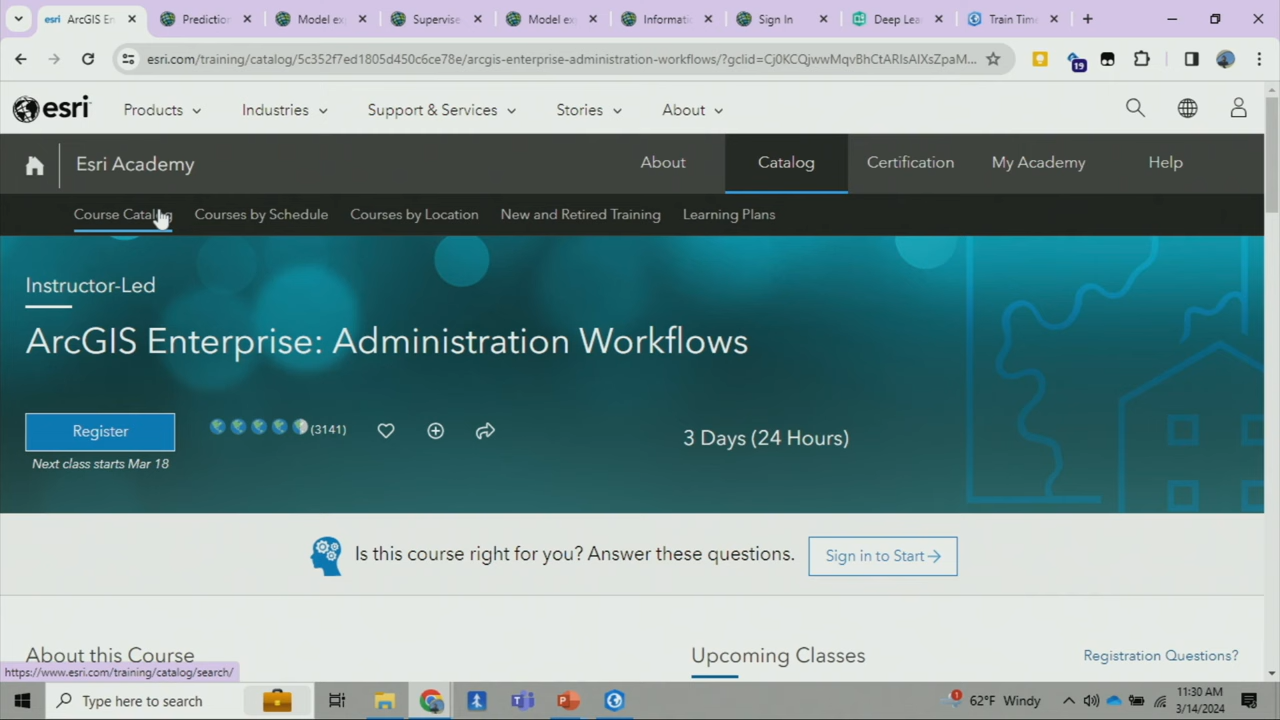 esri ArcGIS En
Prediction
Model ex
Supervise
Model ex
Informati
Sign In
Deep Lea
Train Tim
esri.com/training/catalog/5c352f7ed1805d450c6ce78e/arcgis-enterprise-administration-workflows/?gclid=Cj0KCQjwwMqvBhCtARIsAIXsZpaM...
19
esri
Products
Industries
Support & Services
Stories
About
Esri Academy
About
Catalog
Certification
My Academy
Help
Course Catalog
Courses by Schedule
Courses by Location
New and Retired Training
Learning Plans
Instructor-Led
ArcGIS Enterprise: Administration Workflows
Register
(3141)
3 Days (24 Hours)
Next class starts Mar 18
Is this course right for you? Answer these questions.
Sign in to Start→
About this Course
Upcoming Classes
Registration Questions?
https://www.esri.com/training/catalog/search/
Type here to search
1
62°F Windy
11:30 AM
3/14/2024